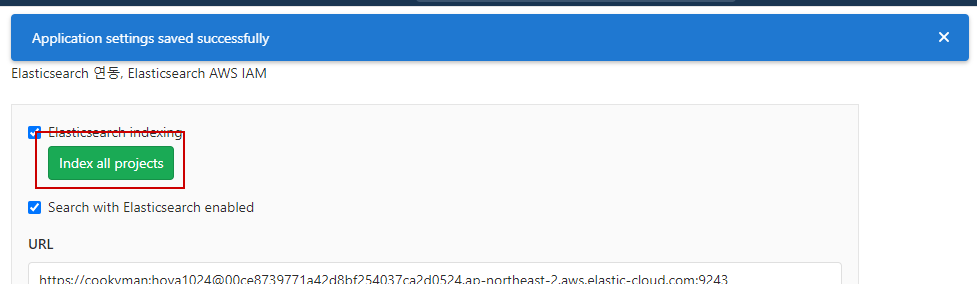 Application settings saved successfully
Elasticsearch 연동, Elasticsearch AWS IAM
Elasticsearch indexing
Index all projects
Search with Elasticsearch enabled
URL
https://cookyman:hoya1024@00ce8739771a42d8bf254037ca2d0524.ap-northeast-2.aws.elastic-cloud.com:9243